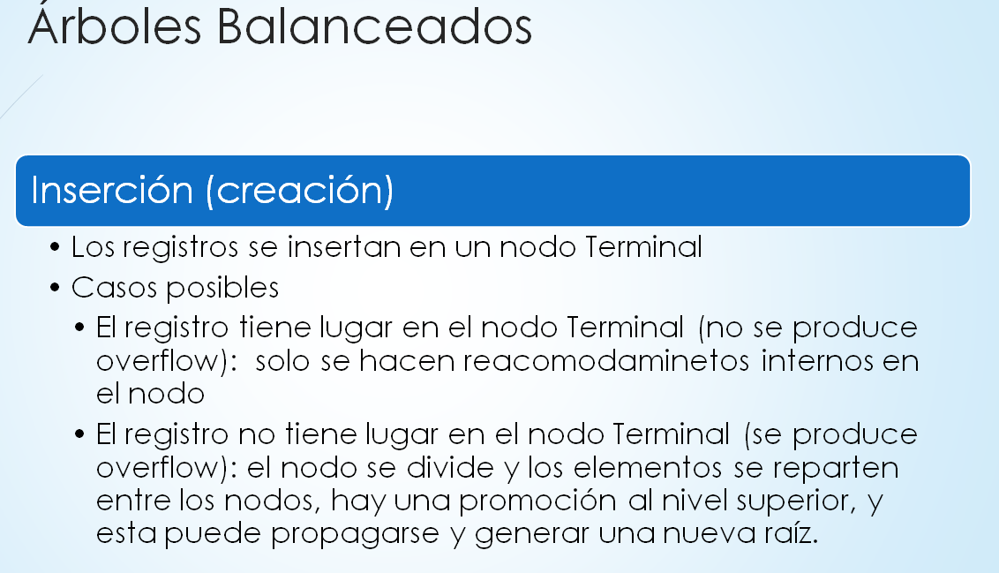 Árboles Balanceados
Inserción (creación)
• Los registros se insertan en un nodo Terminal
• Casos posibles
• El registro tiene lugar en el nodo Terminal (no se produce
overflow): solo se hacen reacomodaminetos internos en
el nodo
• El registro no tiene lugar en el nodo Terminal (se produce
overflow): el nodo se divide y los elementos se reparten
entre los nodos, hay una promoción al nivel superior, y
esta puede propagarse y generar una nueva raíz.